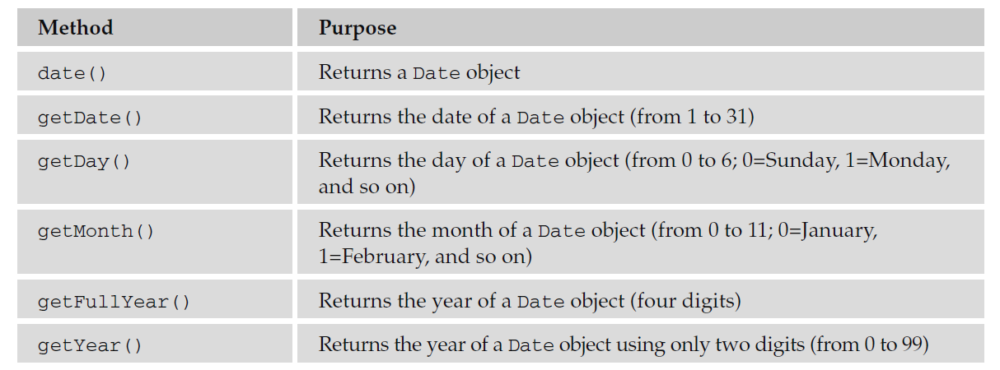 Method Purpose
date() Returns a Date object
getDate() Returns the date of a Date object (from 1 to 31)
getDay() Returns the day of a Date object (from 0 to 6; 0=Sunday, 1=Monday,
and so on)
getMonth() Returns the month of a Date object (from 0 to 11; 0=January,
1=February, and so on)
getFullYear() Returns the year of a Date object (four digits)
getYear() Returns the year of a Date object using only two digits (from 0 to 99)